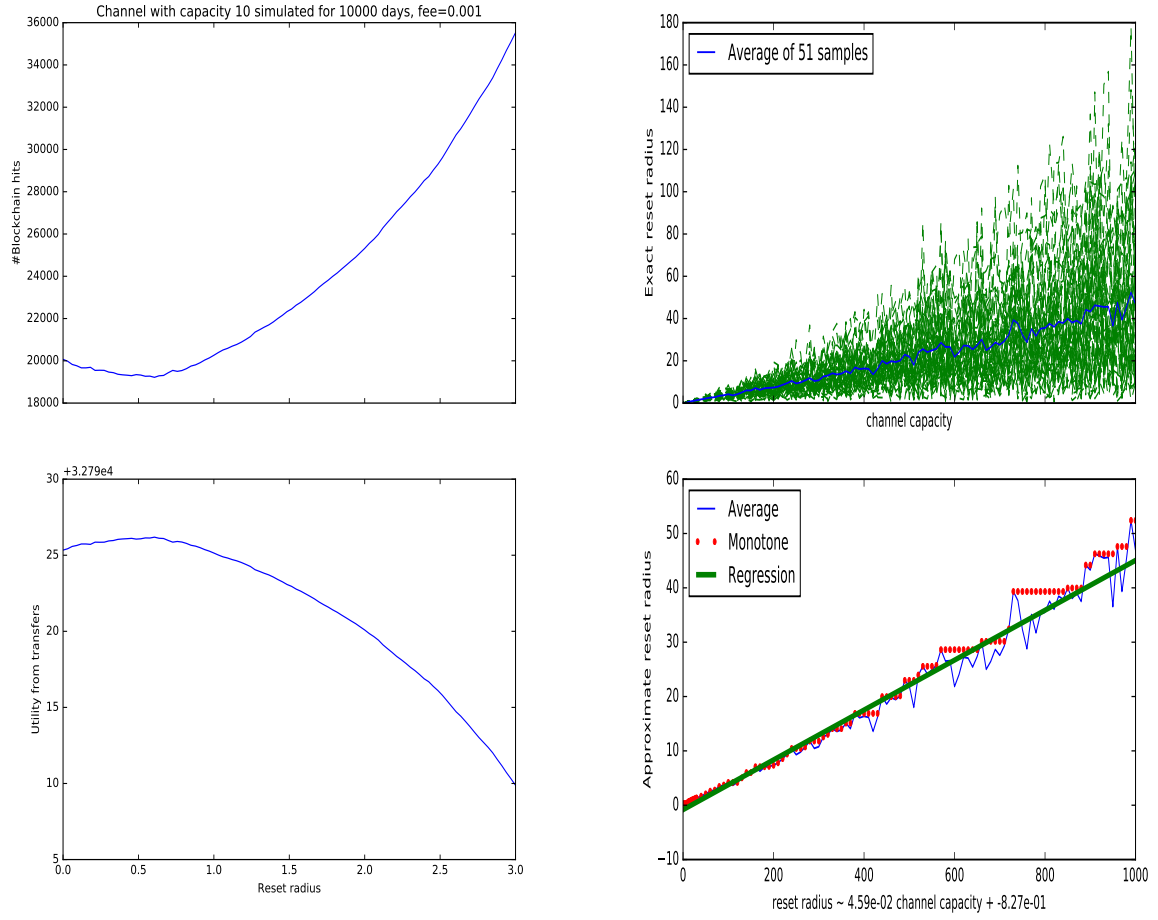 Channel with capacity 10 simulated for 10000 days, fee=0.001
36000
34000
32000
30000
28000
26000
24000
22000
20000
18000
#Blockchain hits
180
160
140
120
100
80
60
40
20
0
Exact reset radius
Average of 51 samples
channel capacity
+3.279e4
30
25
20
15
10
5
Utility from transfers
0.0 0.5 1.0 1.5 2.0 2.5 3.0
Reset radius
60
50
40
30
20
10
0
−10
Approximate reset radius
Average
Monotone
Regression
0 200 400 600 800 1000
reset radius ~ 4.59e-02 channel capacity + -8.27e-01